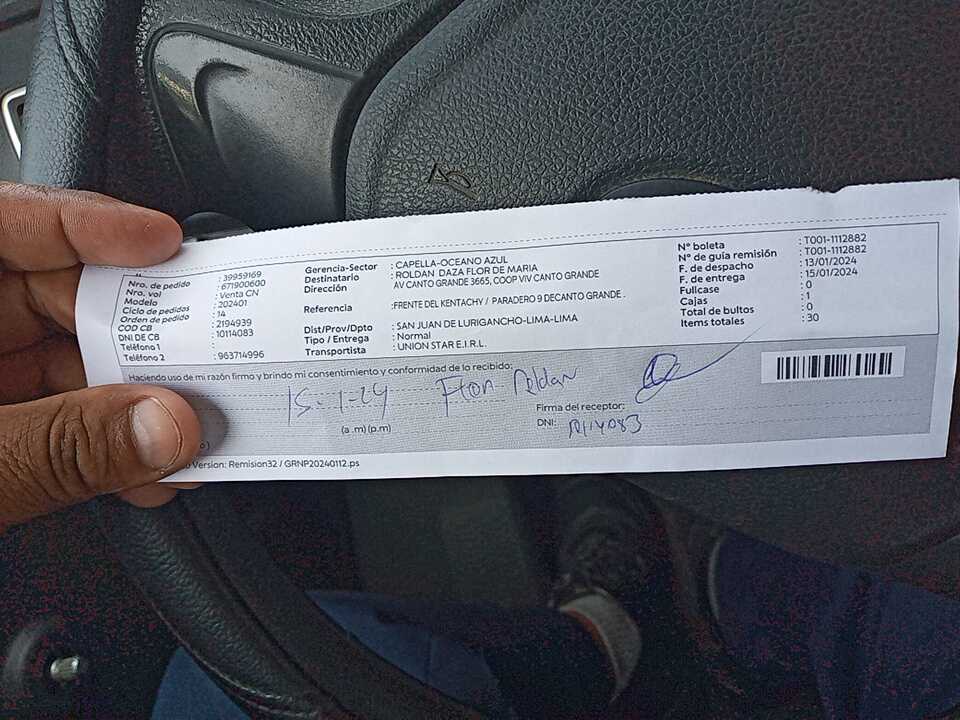 Nro. de pedido : 39959169
Nro. vol : 671900600
Modelo : Venta CN
Ciclo de pedidos : 202401
Orden de pedido : 14
COD CB : 2194939
DNI DE CB : 10114083
Teléfono 1 :
Teléfono 2 : 963714996
Gerencia-Sector : CAPELLA-OCEANO AZUL
Destinatario : ROLDAN DAZA FLOR DE MARIA
Dirección AV CANTO GRANDE 3665, COOP VIV CANTO GRANDE
Referencia :FRENTE DEL KENTACHY / PARADERO 9 DECANTO GRANDE .
Dist/Prov/Dpto : SAN JUAN DE LURIGANCHO-LIMA-LIMA
Tipo / Entrega : Normal
Transportista : UNION STAR E.I.R.L.
N° boleta : T001-1112882
N° de guía remisión : T001-1112882
F. de despacho : 13/01/2024
F. de entrega : 15/01/2024
Fullcase : 0
Cajas : 1
Total de bultos : 0
Items totales : 30
Haciendo uso de mi razón firmo y brindo mi consentimiento y conformidad de lo recibido:
15-1-24 Flor Roldan
(a .m) (p.m)
Firma del receptor:
DNI: 10114083
Version: Remision32 / GRNP20240112.ps